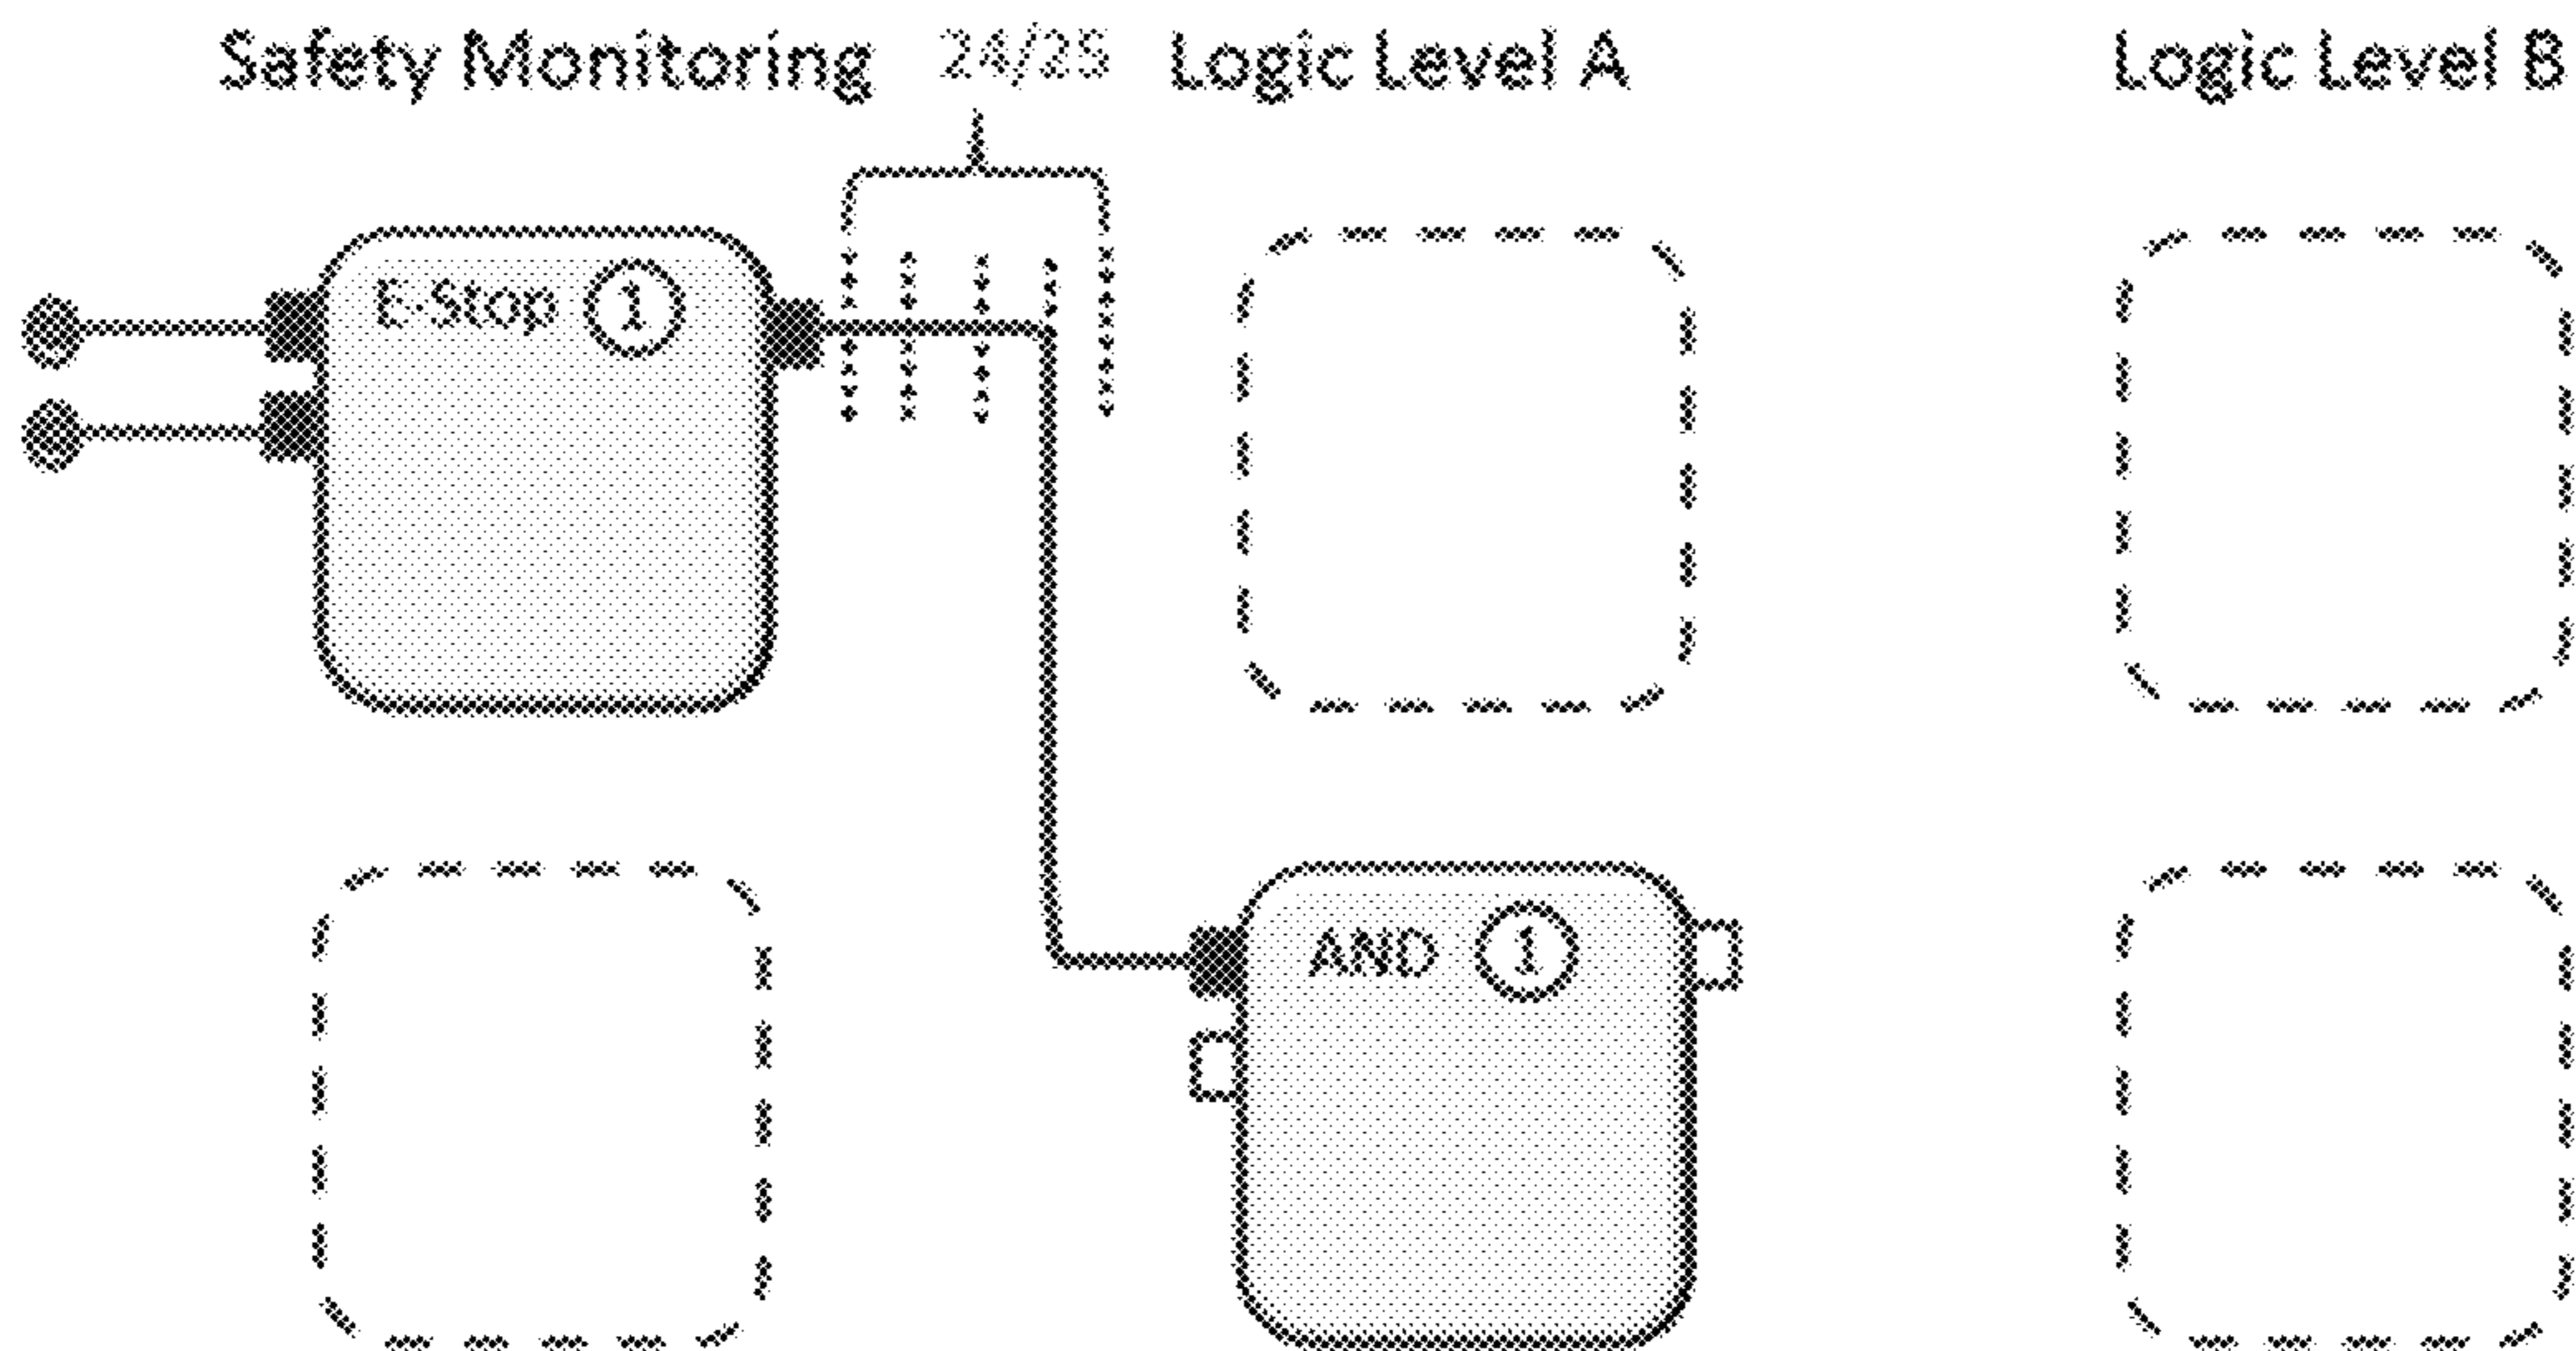 Safety Monitoring 24/25 Logic Level A Logic Level B
E-Stop 1
AND 1